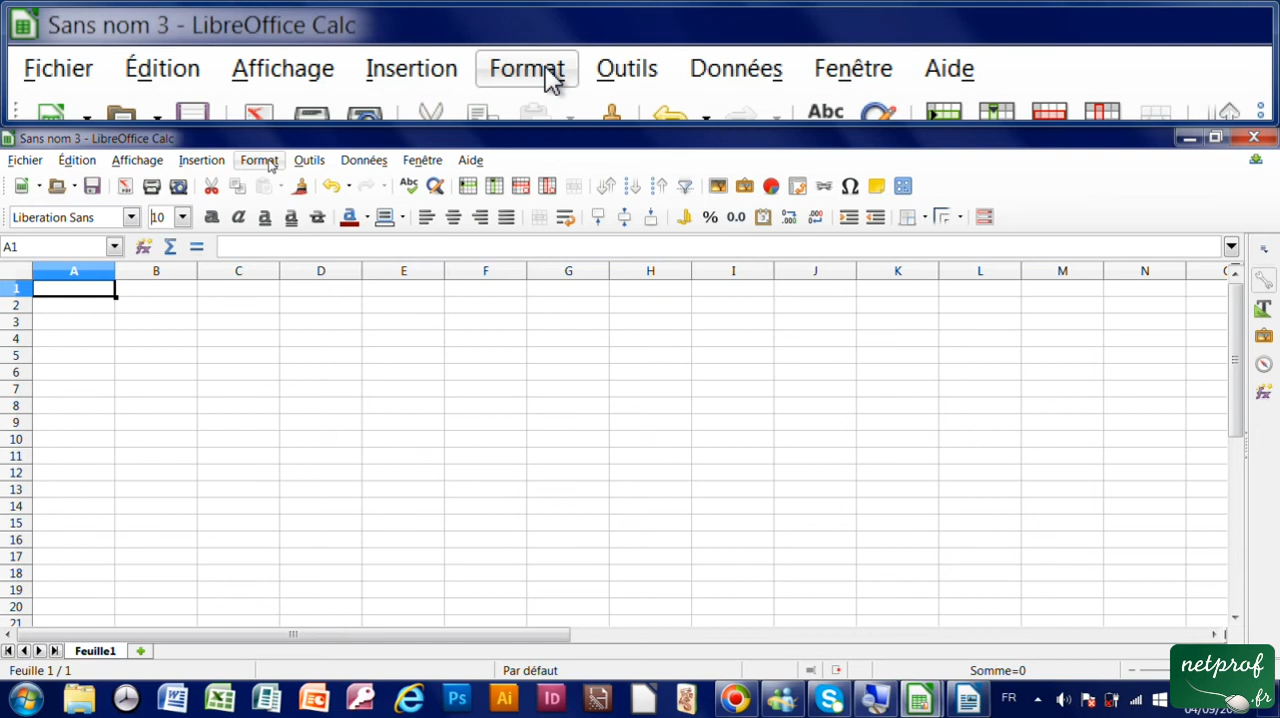 Sans nom 3 - LibreOffice Calc
Fichier Édition Affichage Insertion Format Outils Données Fenêtre Aide
Abc
Sans nom 3 - LibreOffice Calc
Fichier Édition Affichage Insertion Format Outils Données Fenêtre Aide
Liberation Sans 10
A1
A B C D E F G H I J K L M N
1
2
3
4
5
6
7
8
9
10
11
12
13
14
15
16
17
18
19
20
21
Feuille1
Feuille 1 / 1 Par défaut Somme=0
netprof
.fr
Ps Ai Id FR